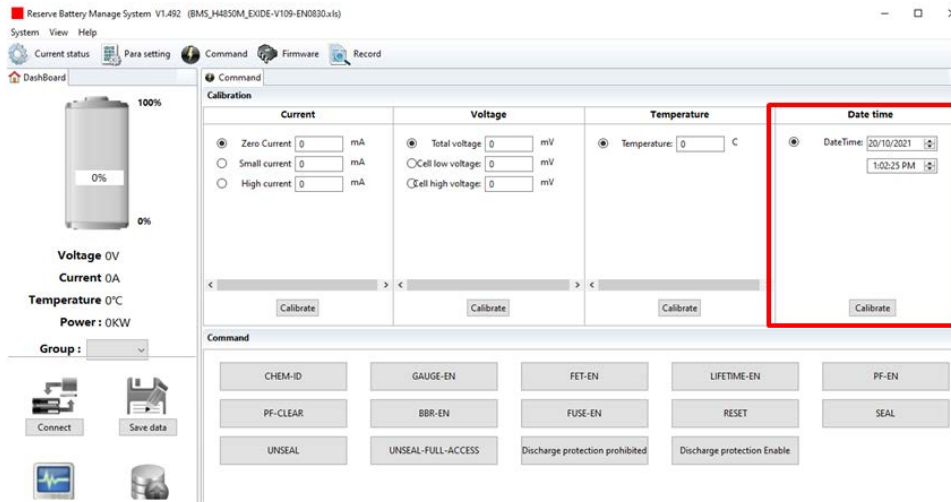 Reserve Battery Manage System V1.492 (BMS_H4850M_EXIDE-V109-EN0830.xls)
System View Help
Current status Para setting Command Firmware Record
DashBoard
100%
0%
0%
Voltage 0V
Current 0A
Temperature 0℃
Power : 0KW
Group :
Connect Save data
Command
Calibration
Current
Zero Current 0 mA
Small current 0 mA
High current 0 mA
Calibrate
Voltage
Total voltage 0 mV
Cell low voltage: 0 mV
Cell high voltage: 0 mV
Calibrate
Temperature
Temperature: 0 C
Calibrate
Date time
DateTime: 20/10/2021
1:02:25 PM
Calibrate
Command
CHEM-ID GAUGE-EN FET-EN LIFETIME-EN PF-EN
PF-CLEAR BBR-EN FUSE-EN RESET SEAL
UNSEAL UNSEAL-FULL-ACCESS Discharge protection prohibited Discharge protection Enable